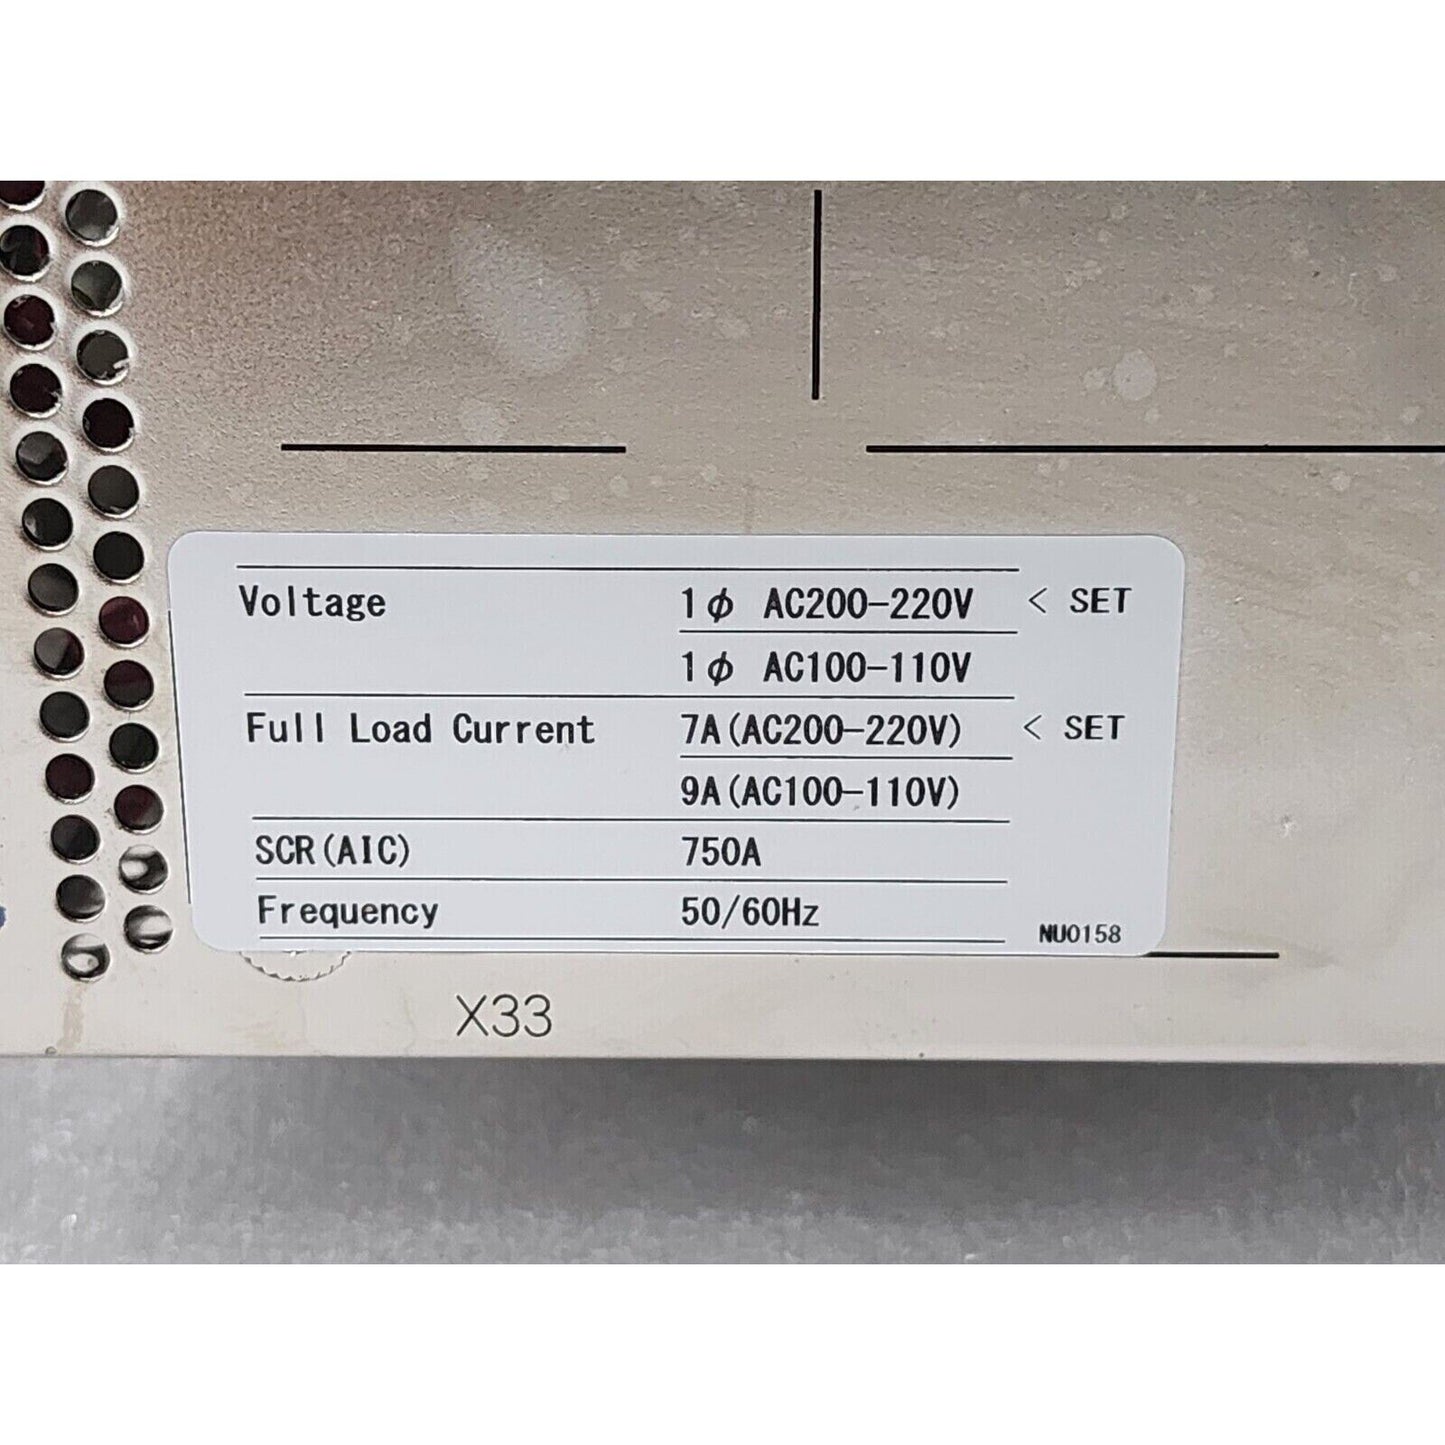 Voltage 1φ AC200-220V < SET
1φ AC100-110V
Full Load Current 7A(AC200-220V) < SET
9A(AC100-110V)
SCR(AIC) 750A
Frequency 50/60Hz
NU0158
X33